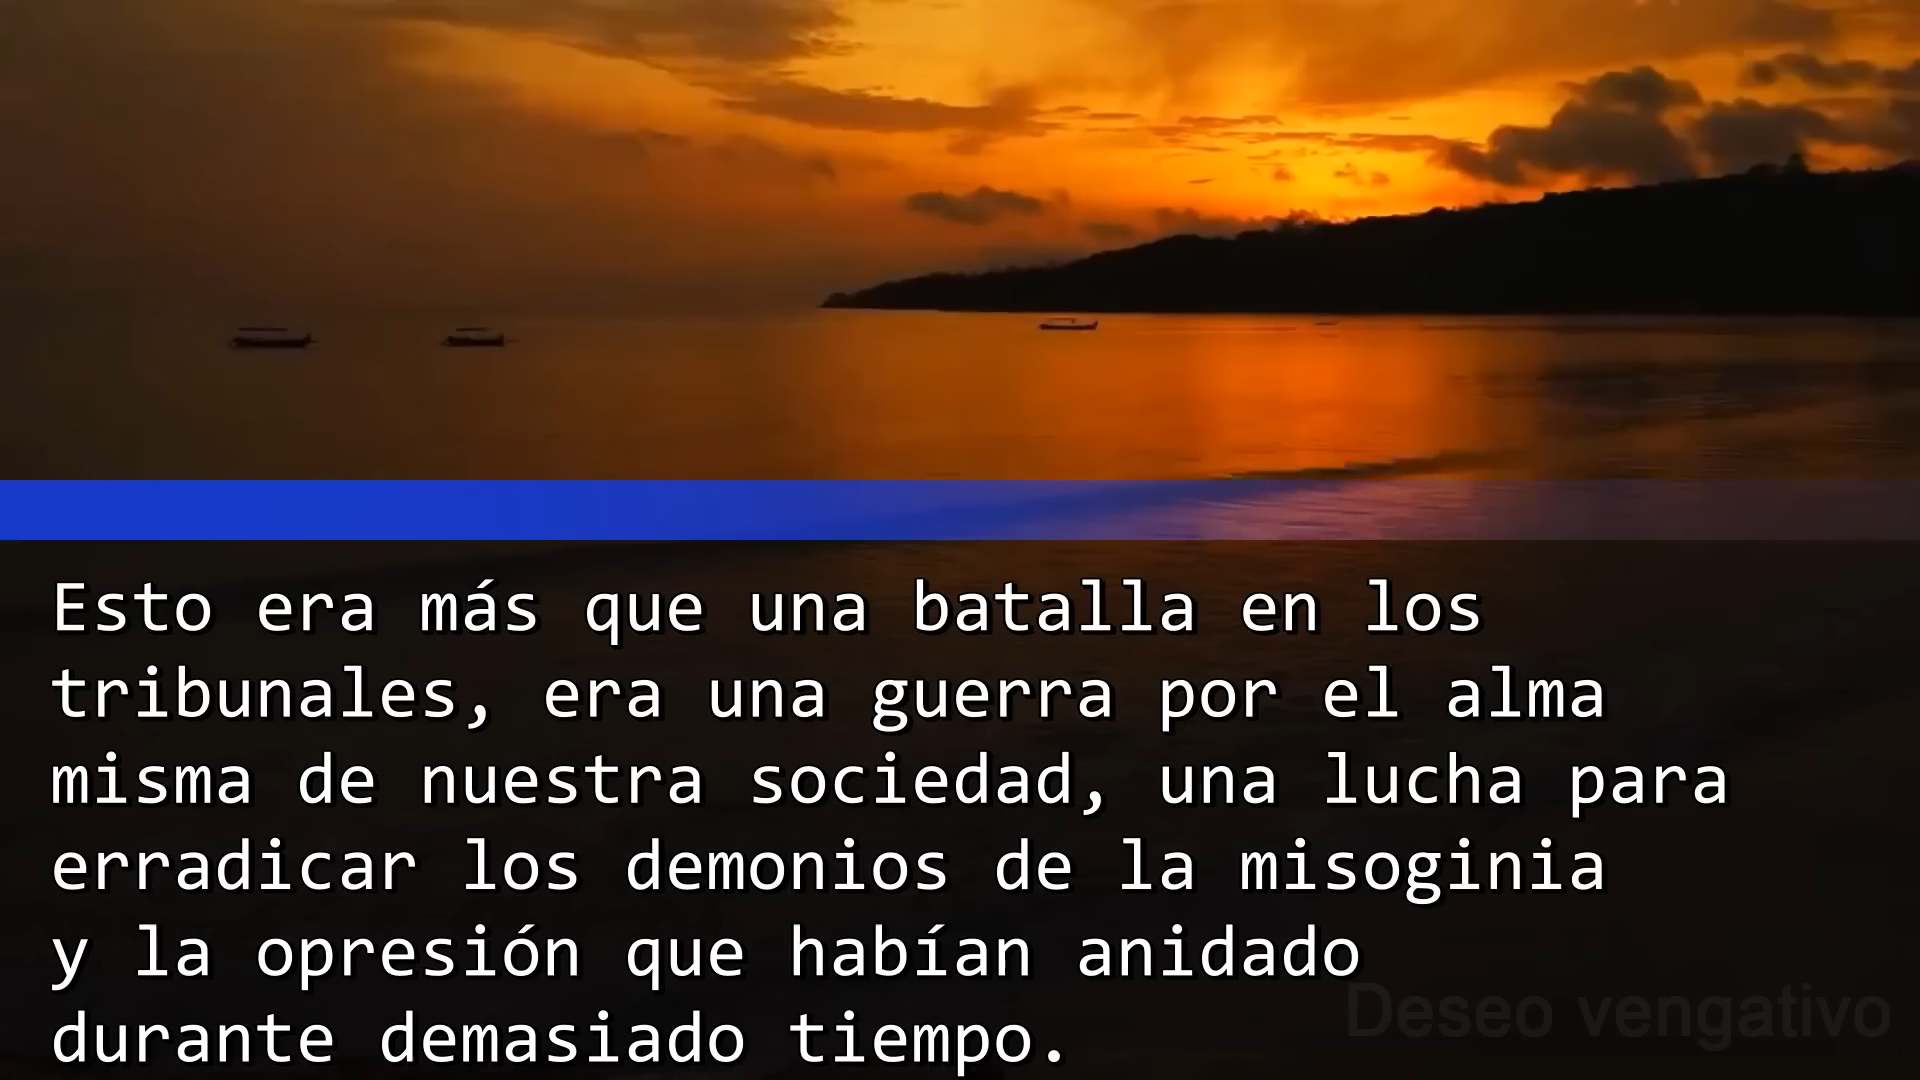 Esto era más que una batalla en los
tribunales, era una guerra por el alma
misma de nuestra sociedad, una lucha para
erradicar los demonios de la misoginia
y la opresión que habían anidado
durante demasiado tiempo.
Deseo vengativo